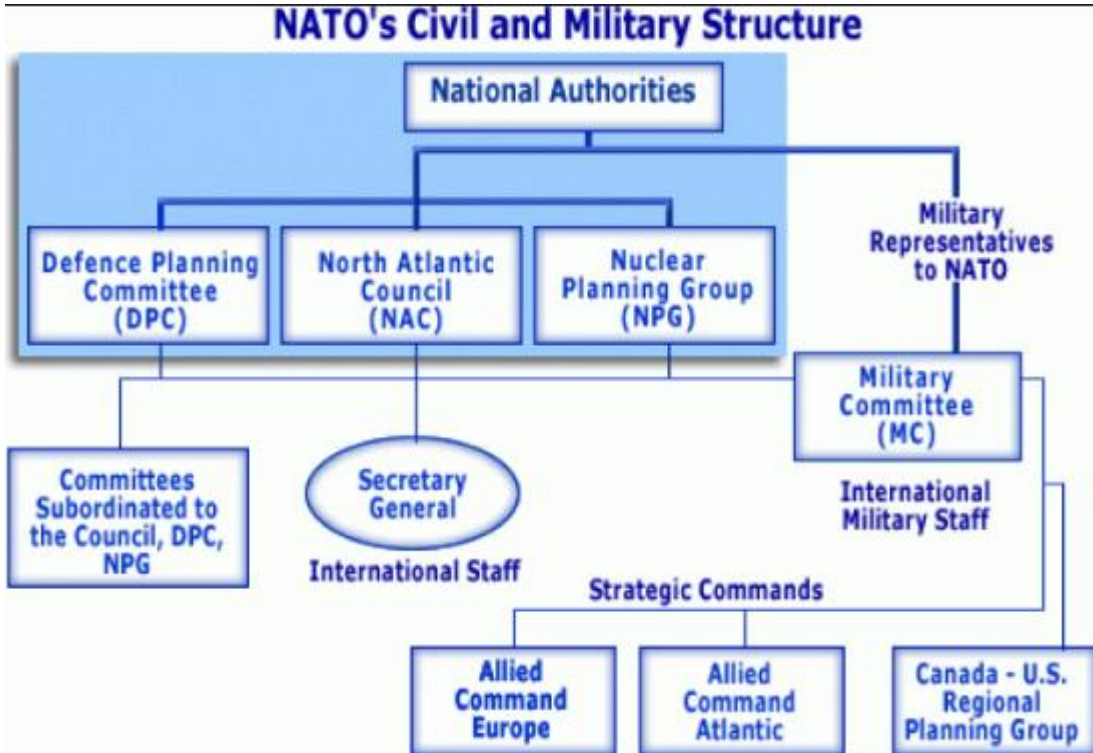 NATO's Civil and Military Structure
National Authorities
Military
Representatives
to NATO
Defence Planning
Committee
(DPC)
North Atlantic
Council
(NAC)
Nuclear
Planning Group
(NPG)
Military
Committee
(MC)
Committees
Subordinated to
the Council, DPC,
NPG
Secretary
General
International Staff
International
Military Staff
Strategic Commands
Allied
Command
Europe
Allied
Command
Atlantic
Canada - U.S.
Regional
Planning Group